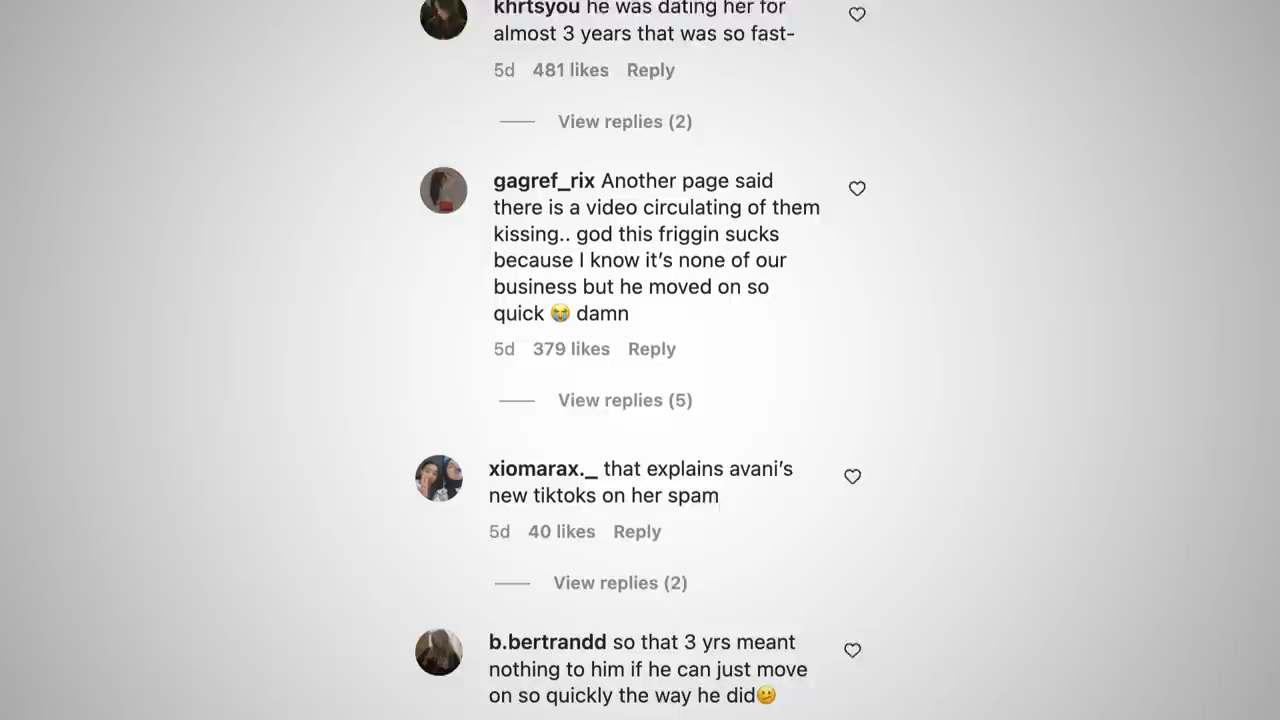 khrtsyou he was dating her for
almost 3 years that was so fast-
5d 481 likes Reply
View replies (2)
gagref_rix Another page said
there is a video circulating of them
kissing.. god this friggin sucks
because I know it’s none of our
business but he moved on so
quick 😭 damn
5d 379 likes Reply
View replies (5)
xiomarax._ that explains avani’s
new tiktoks on her spam
5d 40 likes Reply
View replies (2)
b.bertrandd so that 3 yrs meant
nothing to him if he can just move
on so quickly the way he did🫤